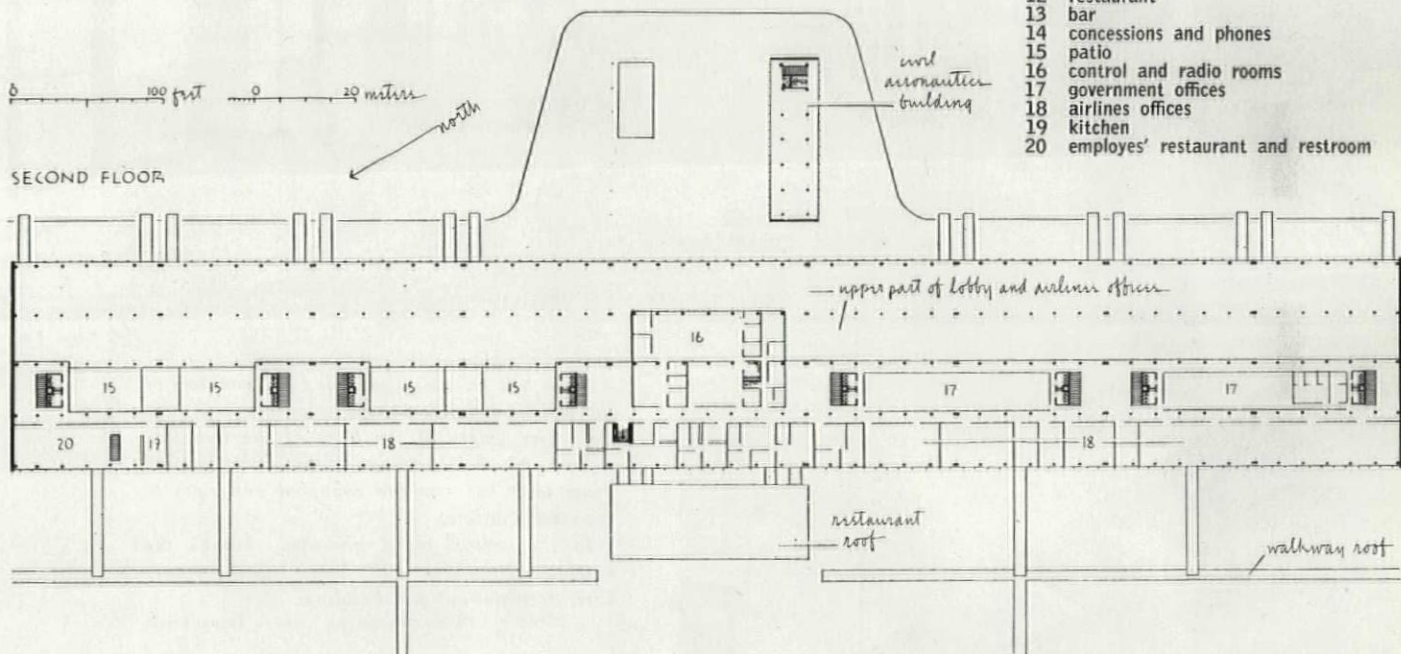 12 restaurant
13 bar
14 concessions and phones
15 patio
16 control and radio rooms
17 government offices
18 airlines offices
19 kitchen
20 employes' restaurant and restroom
0 100 feet 0 20 meters
north
SECOND FLOOR
civil
aeronautics
building
upper part of lobby and airlines offices
16
15 15 15 15 17 17
20 17 18 18
restaurant
roof
walkway roof